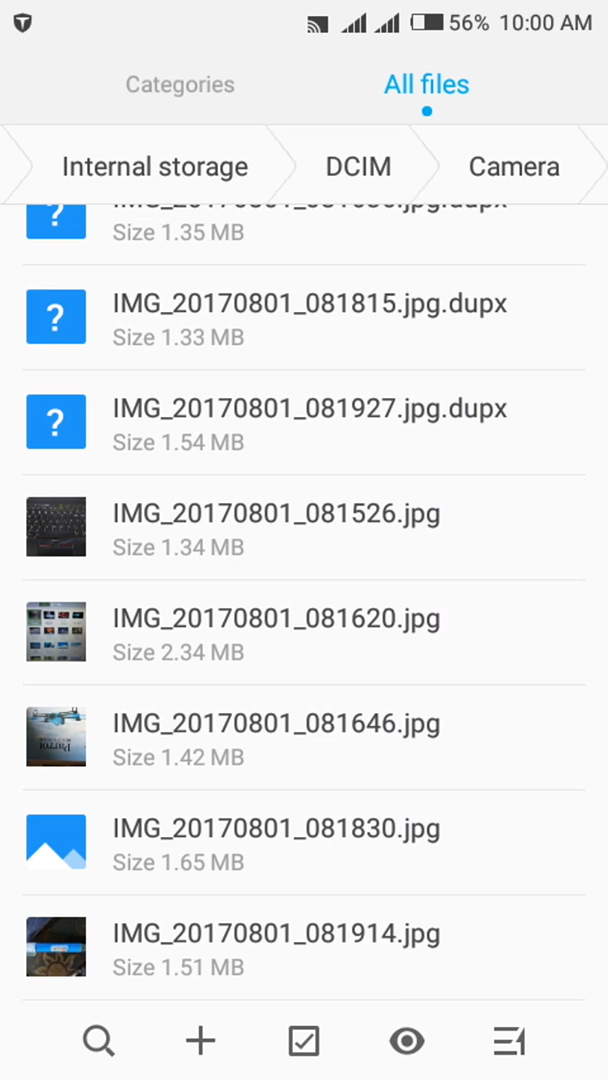 56% 10:00 AM
Categories
All files
Internal storage
DCIM
Camera
Size 1.35 MB
IMG_20170801_081815.jpg.dupx
Size 1.33 MB
IMG_20170801_081927.jpg.dupx
Size 1.54 MB
IMG_20170801_081526.jpg
Size 1.34 MB
IMG_20170801_081620.jpg
Size 2.34 MB
IMG_20170801_081646.jpg
Size 1.42 MB
IMG_20170801_081830.jpg
Size 1.65 MB
IMG_20170801_081914.jpg
Size 1.51 MB